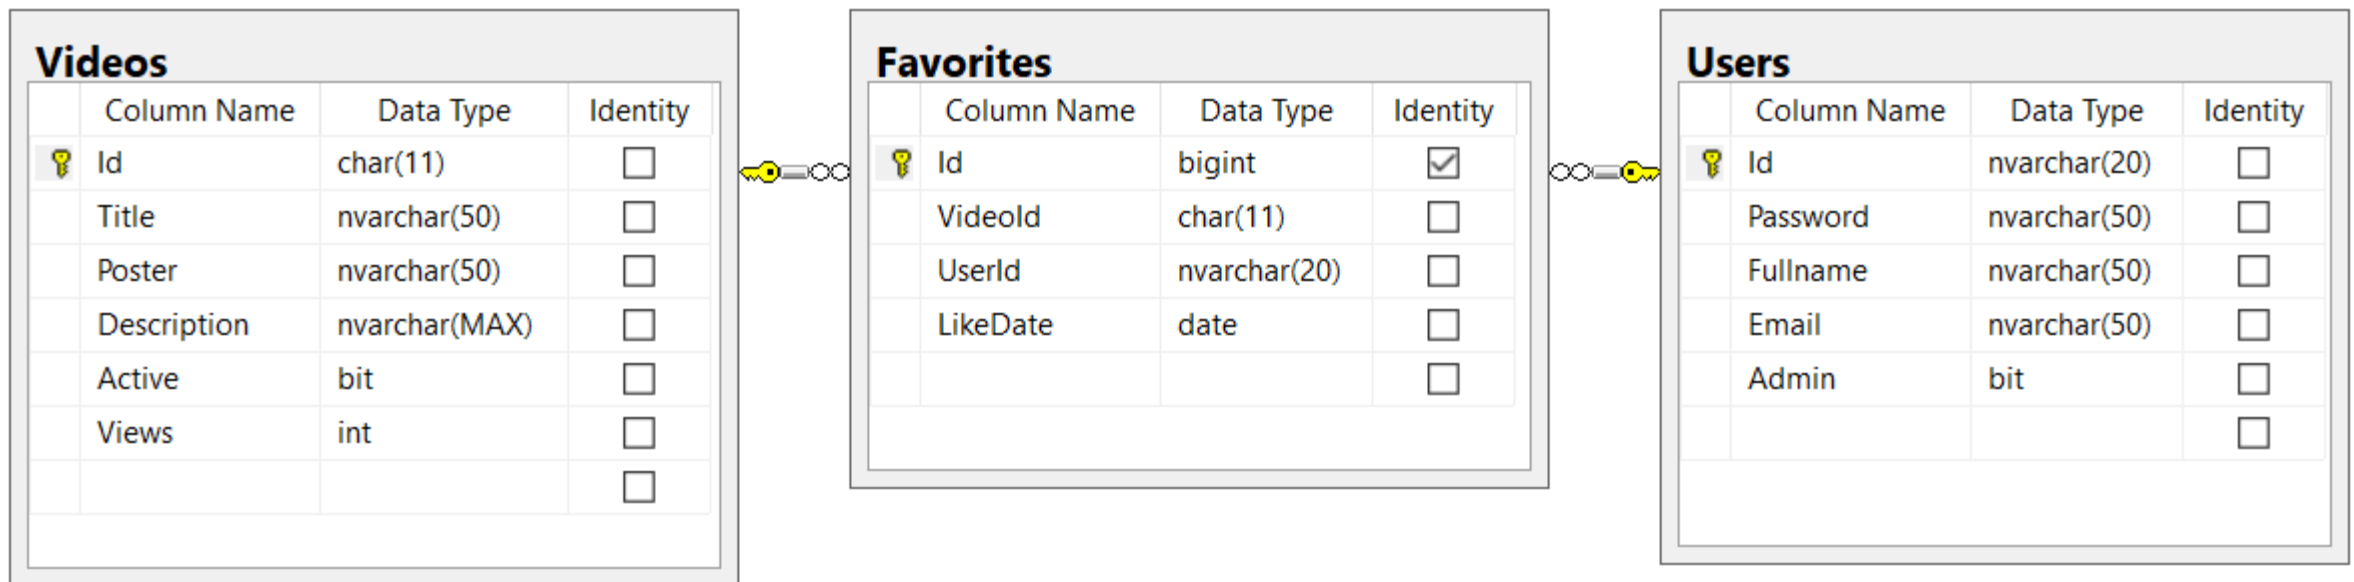 Videos
Column Name Data Type Identity
Id char(11)
Title nvarchar(50)
Poster nvarchar(50)
Description nvarchar(MAX)
Active bit
Views int
Favorites
Column Name Data Type Identity
Id bigint
VideoId char(11)
UserId nvarchar(20)
LikeDate date
Users
Column Name Data Type Identity
Id nvarchar(20)
Password nvarchar(50)
Fullname nvarchar(50)
Email nvarchar(50)
Admin bit